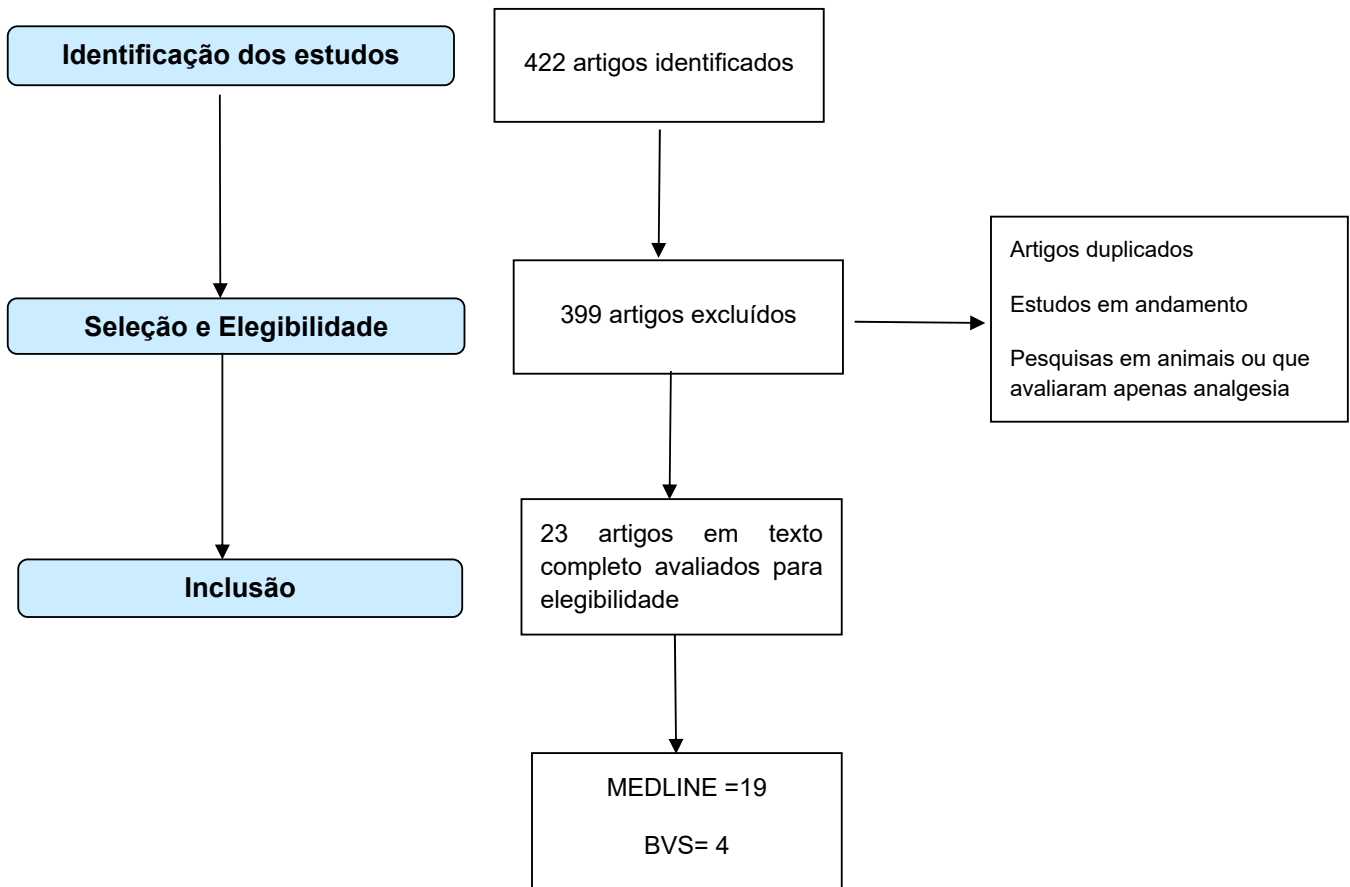 Identificação dos estudos
422 artigos identificados
Artigos duplicados
Estudos em andamento
Pesquisas em animais ou que
avaliaram apenas analgesia
Seleção e Elegibilidade
399 artigos excluídos
23 artigos em texto
completo avaliados para
elegibilidade
Inclusão
MEDLINE =19
BVS= 4